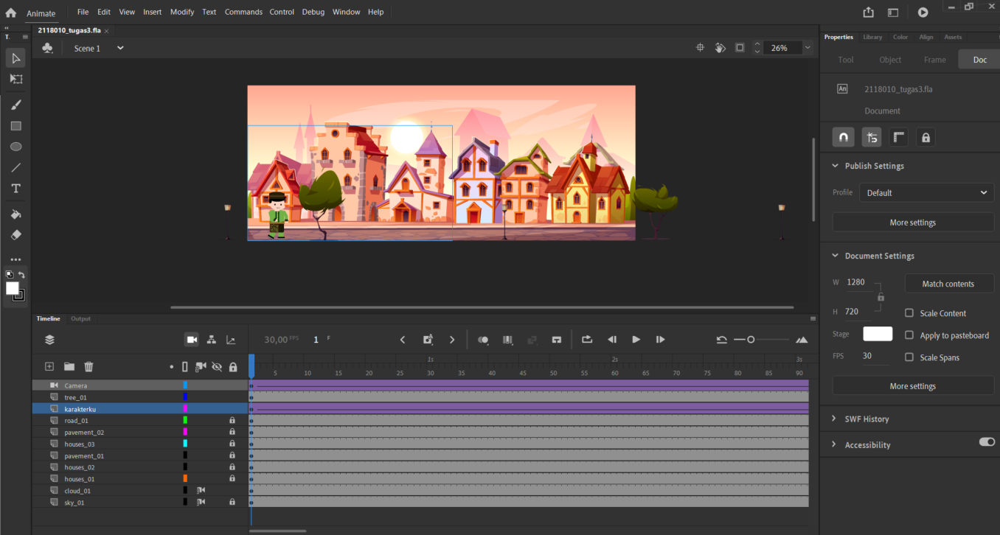 Animate File Edit View Insert Modify Text Commands Control Debug Window Help
T.
2118010_tugas3.fla
Scene 1
26%
Properties Library Color Align Assets
Tool Object Frame Doc
An 2118010_tugas3.fla
Document
Publish Settings
Profile Default
More settings
Document Settings
W 1280 Match contents
H 720 Scale Content
Stage Apply to pasteboard
FPS 30 Scale Spans
More settings
SWF History
Accessibility
T
Timeline Output
30,00 FPS 1 F
1s 2s 3s
5 10 15 20 25 30 35 40 45 50 55 60 65 70 75 80 85 90
Camera
tree_01
karakterku
road_01
pavement_02
houses_03
pavement_01
houses_02
houses_01
cloud_01
sky_01